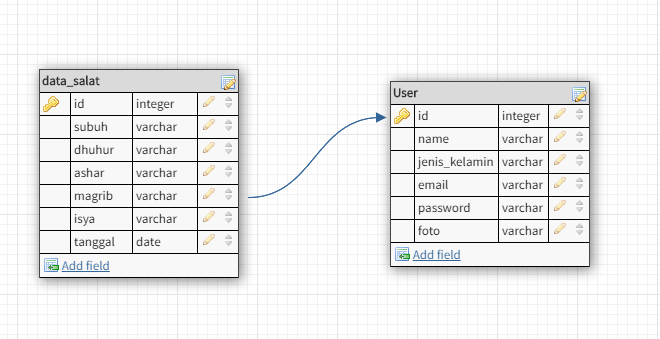 data_salat
id integer
subuh varchar
dhuhur varchar
ashar varchar
magrib varchar
isya varchar
tanggal date
Add field
User
id integer
name varchar
jenis_kelamin varchar
email varchar
password varchar
foto varchar
Add field